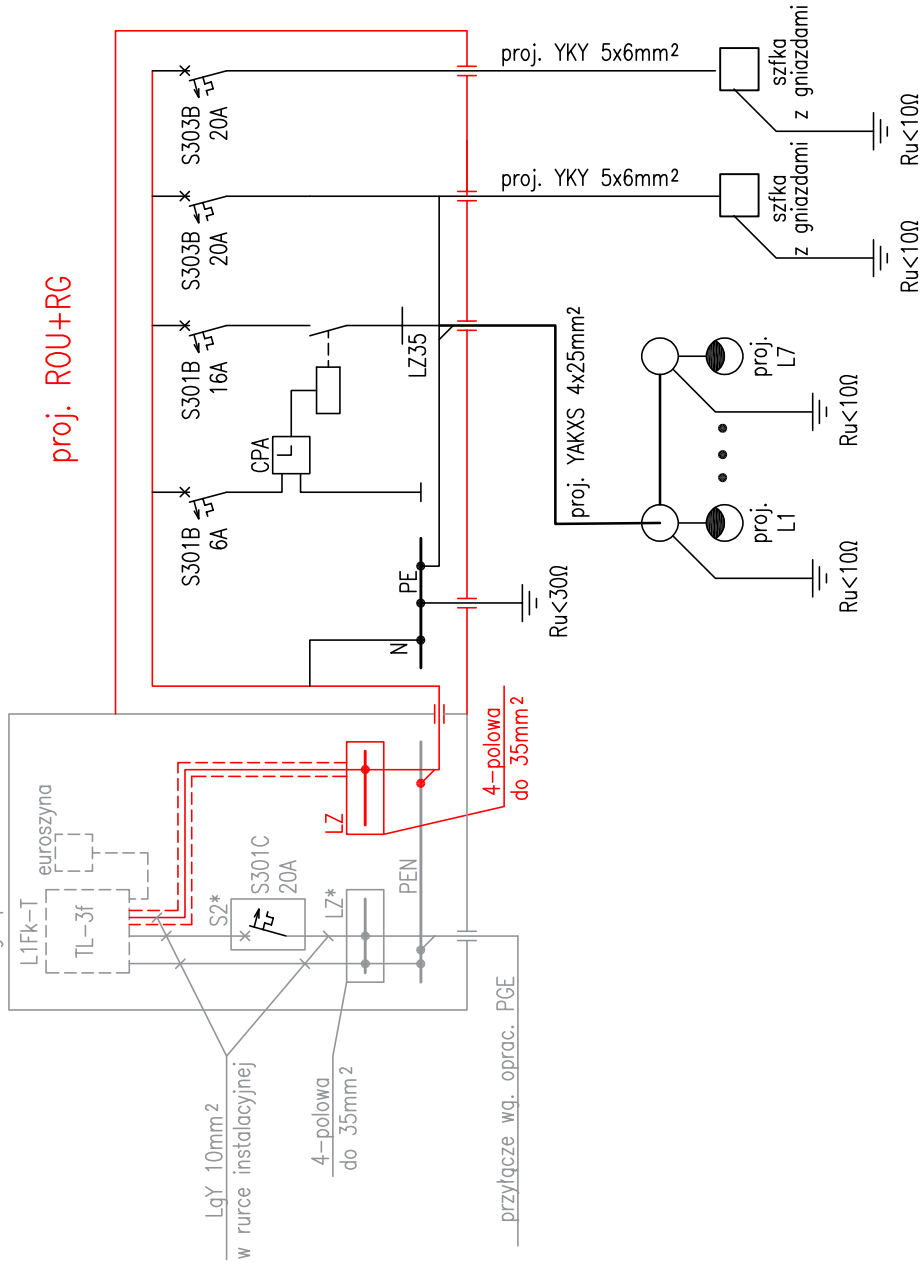 proj. ROU+RG
L1Fk-T
TL-3f
euroszyna
S2*
S301C
20A
LZ*
LZ
PEN
4-polowa
do 35mm²
LgY 10mm²
w rurce instalacyjnej
4-polowa
do 35mm²
przyłącze wg. oprac. PGE
S301B
6A
S301B
16A
S303B
20A
S303B
20A
CPA
L
LZ35
N
PE
Ru<30Ω
proj. YAKXS 4x25mm²
proj. YKY 5x6mm²
proj. YKY 5x6mm²
proj.
L1
Ru<10Ω
proj.
L7
Ru<10Ω
szfka
z gniazdami
Ru<10Ω
szfka
z gniazdami
Ru<10Ω